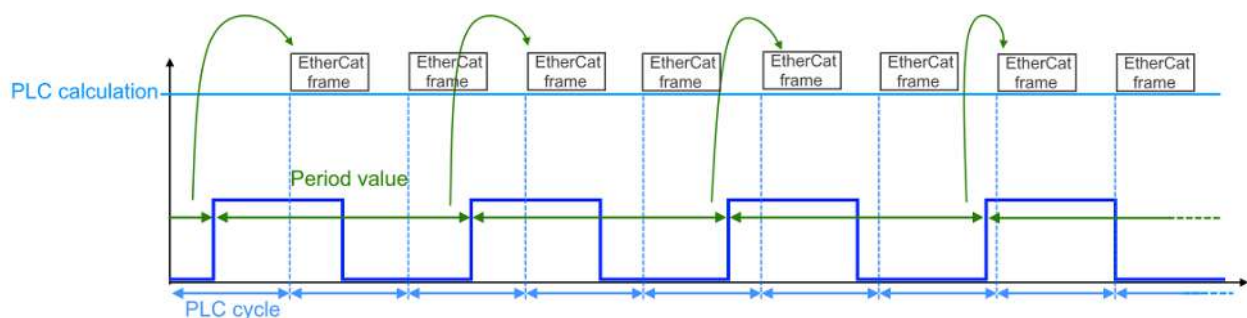 EtherCat EtherCat EtherCat EtherCat EtherCat EtherCat EtherCat EtherCat
frame frame frame frame frame frame frame frame
PLC calculation
Period value
PLC cycle